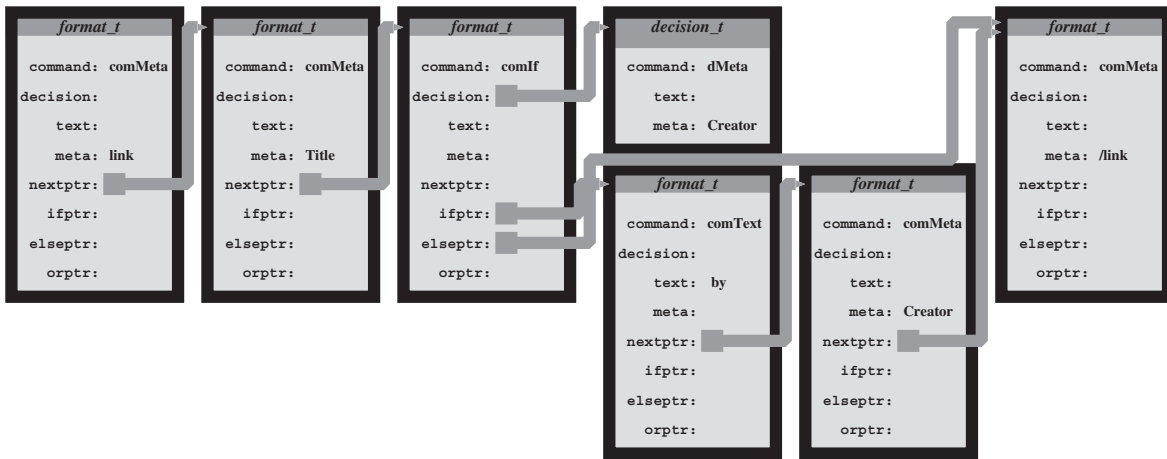 format_t
command: comMeta
decision:
text:
meta: link
nextptr:
ifptr:
elseptr:
orptr:
format_t
command: comMeta
decision:
text:
meta: Title
nextptr:
ifptr:
elseptr:
orptr:
format_t
command: comIf
decision:
text:
meta:
nextptr:
ifptr:
elseptr:
orptr:
decision_t
command: dMeta
text:
meta: Creator
format_t
command: comText
decision:
text: by
meta:
nextptr:
ifptr:
elseptr:
orptr:
format_t
command: comMeta
decision:
text:
meta: Creator
nextptr:
ifptr:
elseptr:
orptr:
format_t
command: comMeta
decision:
text:
meta: /link
nextptr:
ifptr:
elseptr:
orptr: